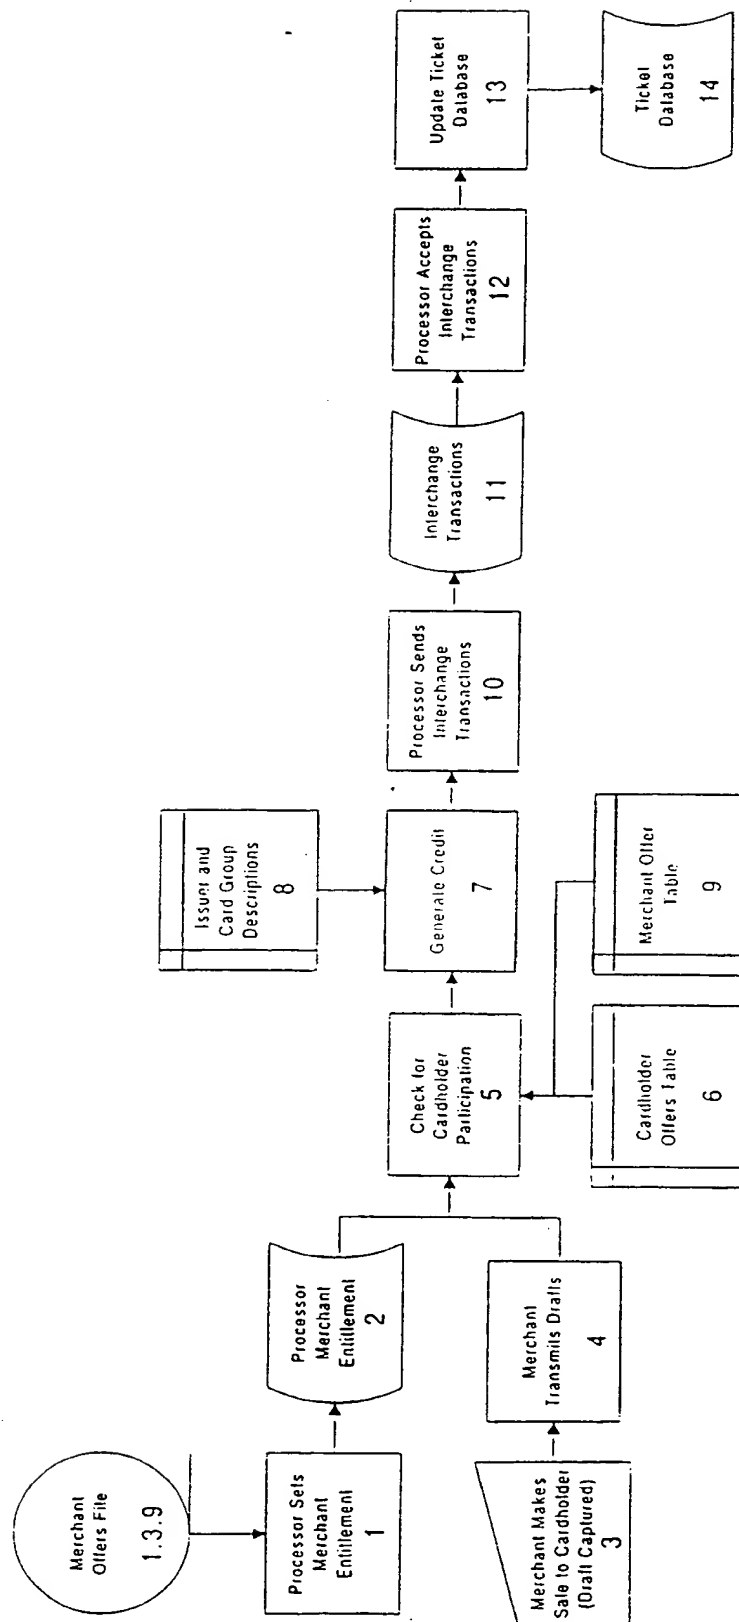 Merchant
Offers File
1.3.9
Processor Sets
Merchant
Entitlement
1
Processor
Merchant
Entitlement
2
Merchant Makes
Sale to Cardholder
(Draft Captured)
3
Merchant
Transmits Drafts
4
Check for
Cardholder
Participation
5
Cardholder
Offers Table
6
Generate Credit
7
Issuer and
Card Group
Descriptions
8
Merchant Offer
Table
9
Processor Sends
Interchange
Transactions
10
Interchange
Transactions
11
Processor Accepts
Interchange
Transactions
12
Update Ticket
Database
13
Ticket
Database
14